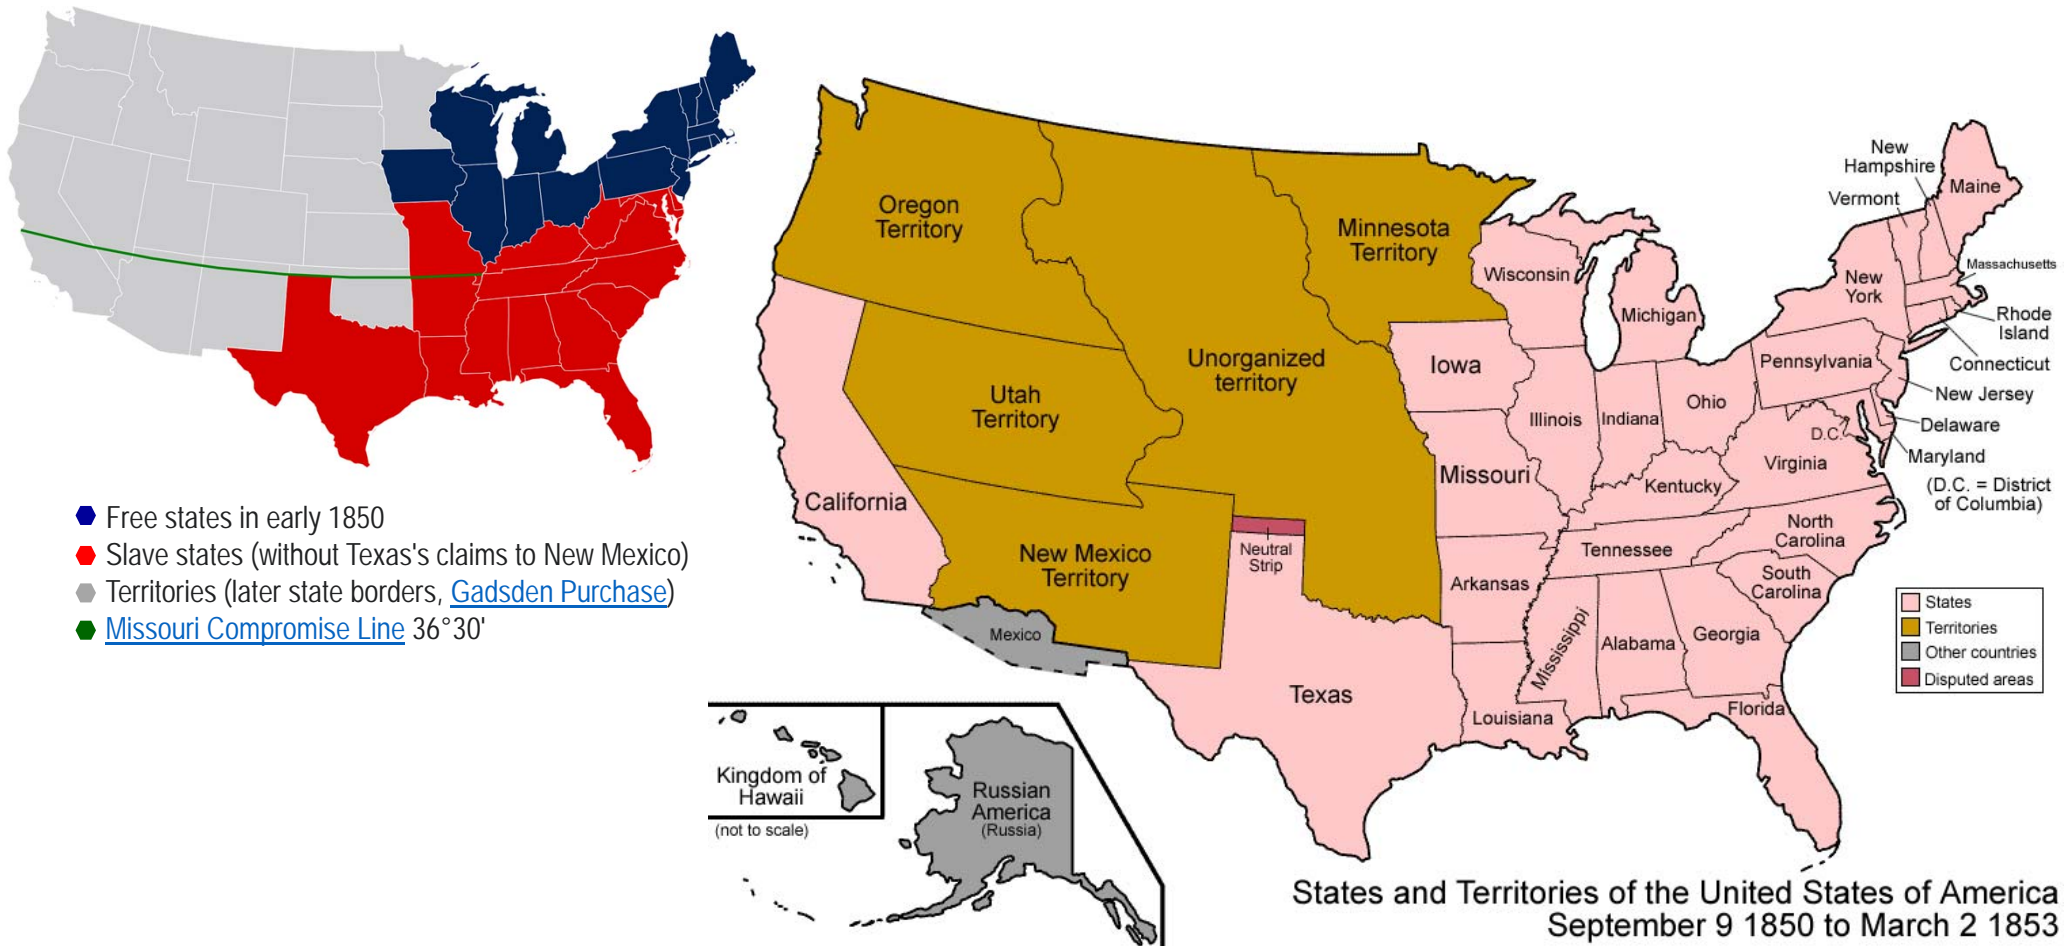 Free states in early 1850
Slave states (without Texas's claims to New Mexico)
Territories (later state borders, Gadsden Purchase)
Missouri Compromise Line 36°30'
Oregon
Territory
Minnesota
Territory
Unorganized
territory
Utah
Territory
New Mexico
Territory
California
Neutral
Strip
Mexico
Texas
Wisconsin
Michigan
Iowa
Illinois
Indiana
Ohio
Missouri
Kentucky
Arkansas
Tennessee
Mississippi
Alabama
Georgia
Louisiana
Florida
South
Carolina
North
Carolina
Virginia
D.C.
Pennsylvania
New
York
New
Hampshire
Vermont
Maine
Massachusetts
Rhode
Island
Connecticut
New Jersey
Delaware
Maryland
(D.C. = District
of Columbia)
States
Territories
Other countries
Disputed areas
Kingdom of
Hawaii
(not to scale)
Russian
America
(Russia)
States and Territories of the United States of America
September 9 1850 to March 2 1853